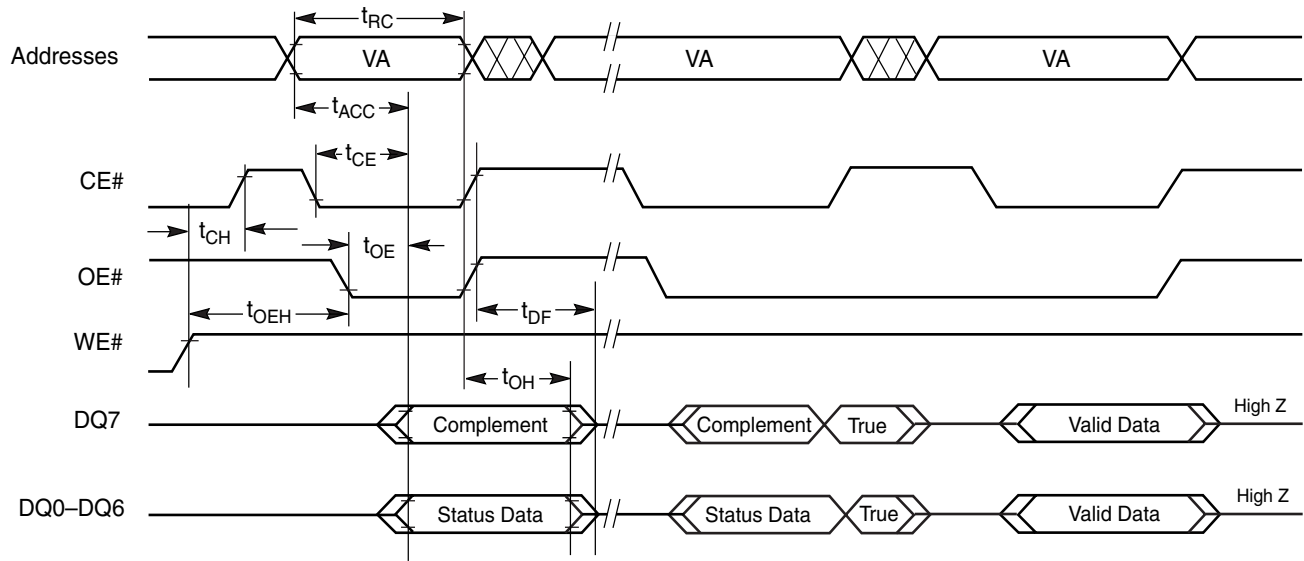 tRC
Addresses VA VA VA
tACC
tCE
CE#
tCH tOE
OE#
tOEH tDF
WE#
tOH
DQ7 Complement Complement True Valid Data High Z
DQ0–DQ6 Status Data Status Data True Valid Data High Z